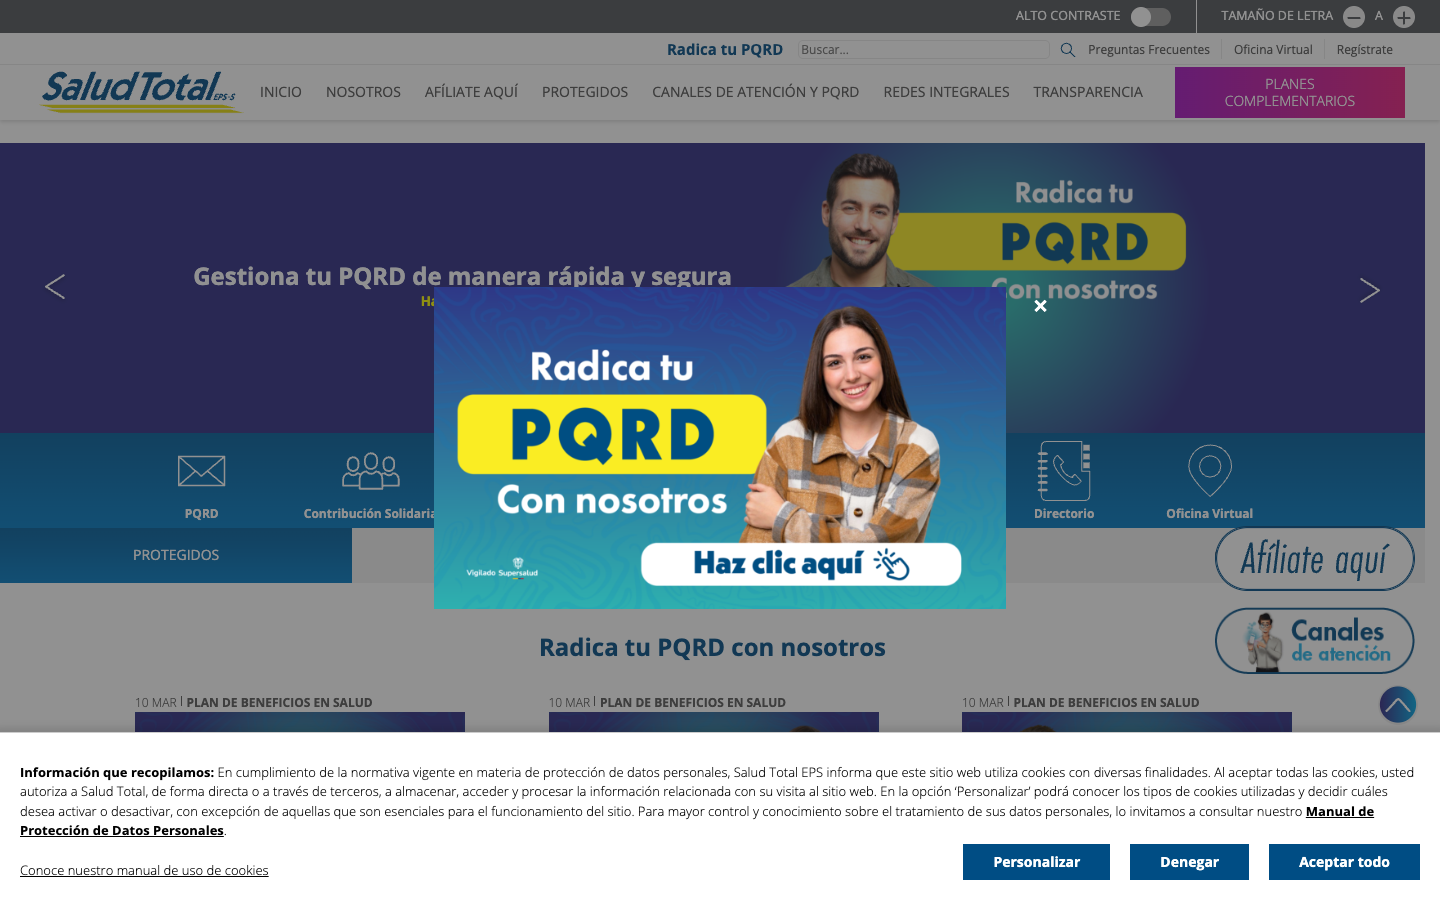 ALTO CONTRASTE
TAMAÑO DE LETRA
A
Radica tu PQRD
Buscar...
Preguntas Frecuentes
Oficina Virtual
Regístrate
SaludTotal EPS-S
INICIO
NOSOTROS
AFÍLIATE AQUÍ
PROTEGIDOS
CANALES DE ATENCIÓN Y PQRD
REDES INTEGRALES
TRANSPARENCIA
PLANES
COMPLEMENTARIOS
Gestiona tu PQRD de manera rápida y segura
Radica tu
PQRD
Con nosotros
Radica tu
PQRD
Con nosotros
Haz clic aquí
Vigilado Supersalud
×
PQRD
Contribución Solidaria
Directorio
Oficina Virtual
PROTEGIDOS
Afíliate aquí
Canales
de atención
Radica tu PQRD con nosotros
10 MAR | PLAN DE BENEFICIOS EN SALUD
10 MAR | PLAN DE BENEFICIOS EN SALUD
10 MAR | PLAN DE BENEFICIOS EN SALUD
Información que recopilamos: En cumplimiento de la normativa vigente en materia de protección de datos personales, Salud Total EPS informa que este sitio web utiliza cookies con diversas finalidades. Al aceptar todas las cookies, usted
autoriza a Salud Total, de forma directa o a través de terceros, a almacenar, acceder y procesar la información relacionada con su visita al sitio web. En la opción ‘Personalizar’ podrá conocer los tipos de cookies utilizadas y decidir cuáles
desea activar o desactivar, con excepción de aquellas que son esenciales para el funcionamiento del sitio. Para mayor control y conocimiento sobre el tratamiento de sus datos personales, lo invitamos a consultar nuestro Manual de
Protección de Datos Personales.
Conoce nuestro manual de uso de cookies
Personalizar
Denegar
Aceptar todo